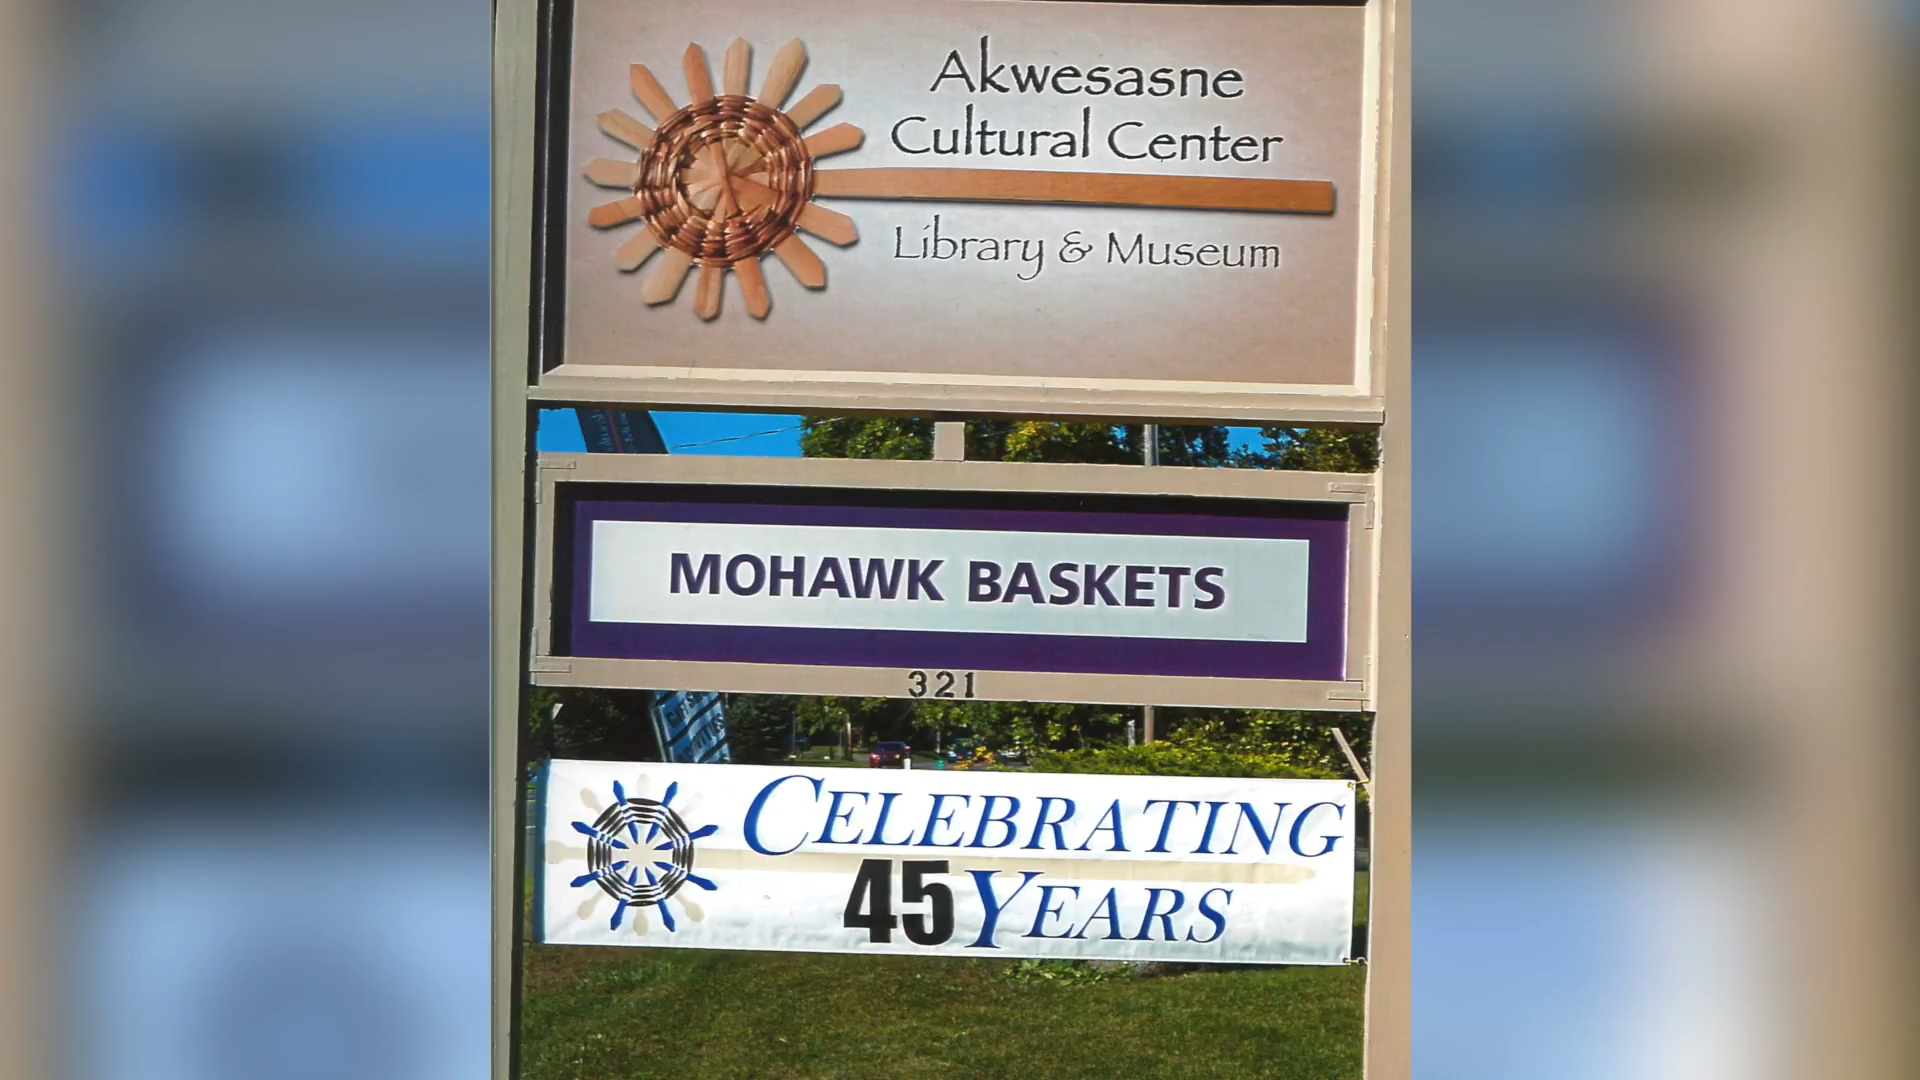 Akwesasne
Cultural Center
Library & Museum
MOHAWK BASKETS
321
CELEBRATING
45 YEARS